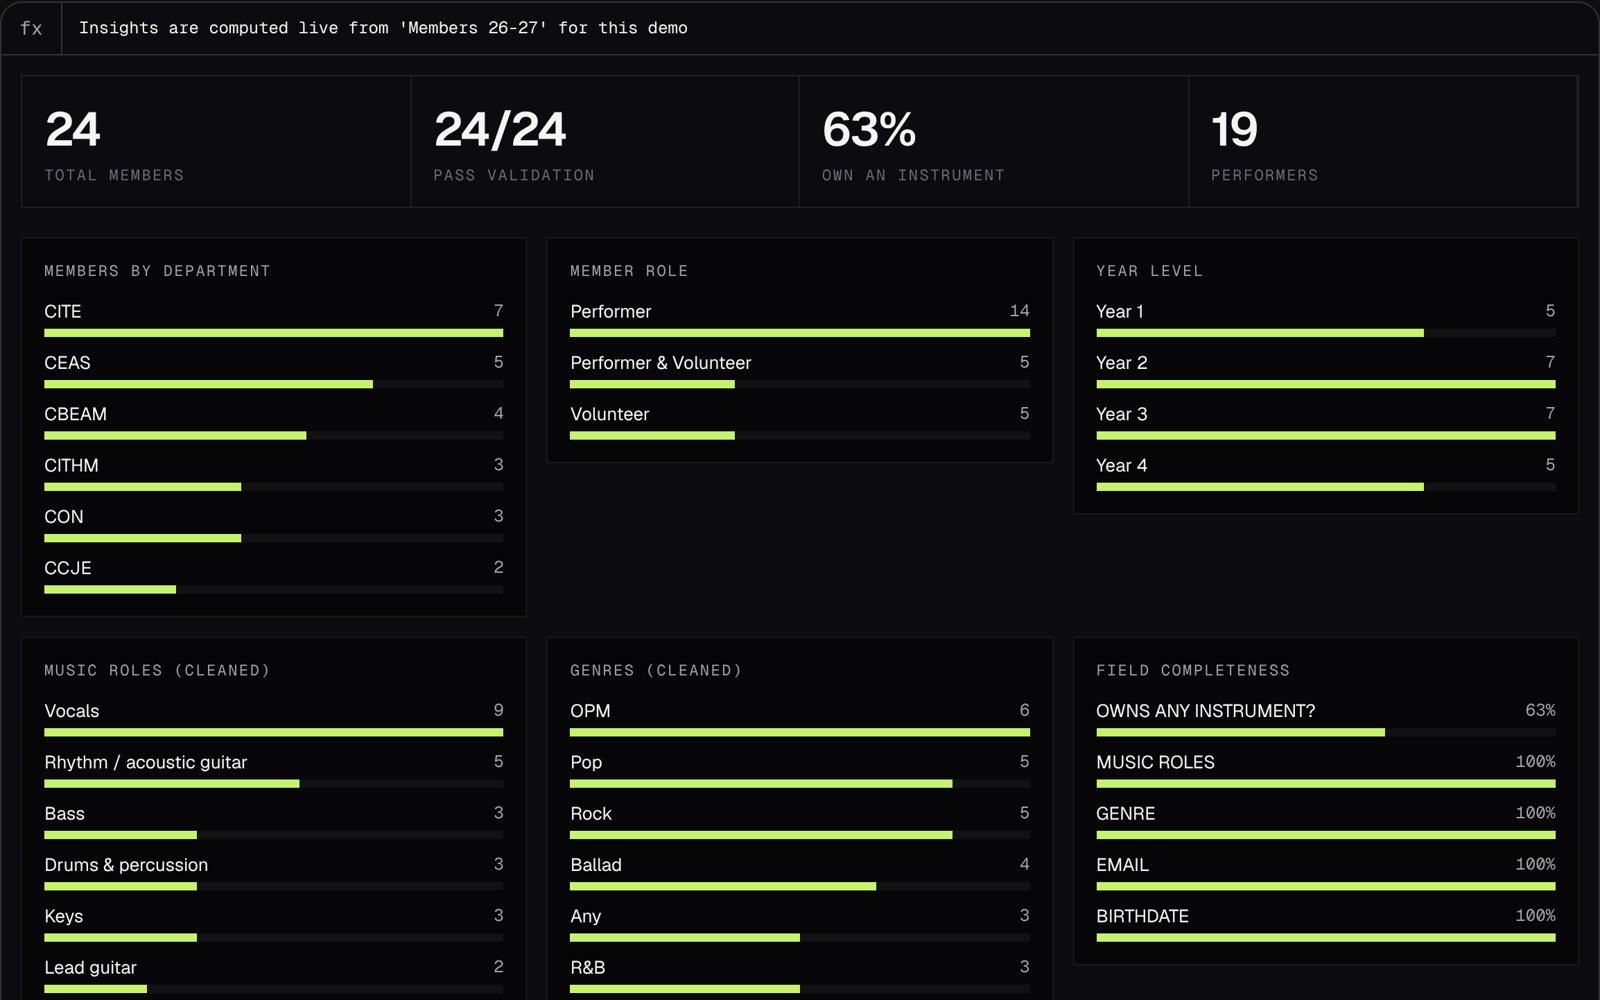 fx
Insights are computed live from 'Members 26-27' for this demo
24
TOTAL MEMBERS
24/24
PASS VALIDATION
63%
OWN AN INSTRUMENT
19
PERFORMERS
MEMBERS BY DEPARTMENT
CITE 7
CEAS 5
CBEAM 4
CITHM 3
CON 3
CCJE 2
MEMBER ROLE
Performer 14
Performer & Volunteer 5
Volunteer 5
YEAR LEVEL
Year 1 5
Year 2 7
Year 3 7
Year 4 5
MUSIC ROLES (CLEANED)
Vocals 9
Rhythm / acoustic guitar 5
Bass 3
Drums & percussion 3
Keys 3
Lead guitar 2
GENRES (CLEANED)
OPM 6
Pop 5
Rock 5
Ballad 4
Any 3
R&B 3
FIELD COMPLETENESS
OWNS ANY INSTRUMENT? 63%
MUSIC ROLES 100%
GENRE 100%
EMAIL 100%
BIRTHDATE 100%